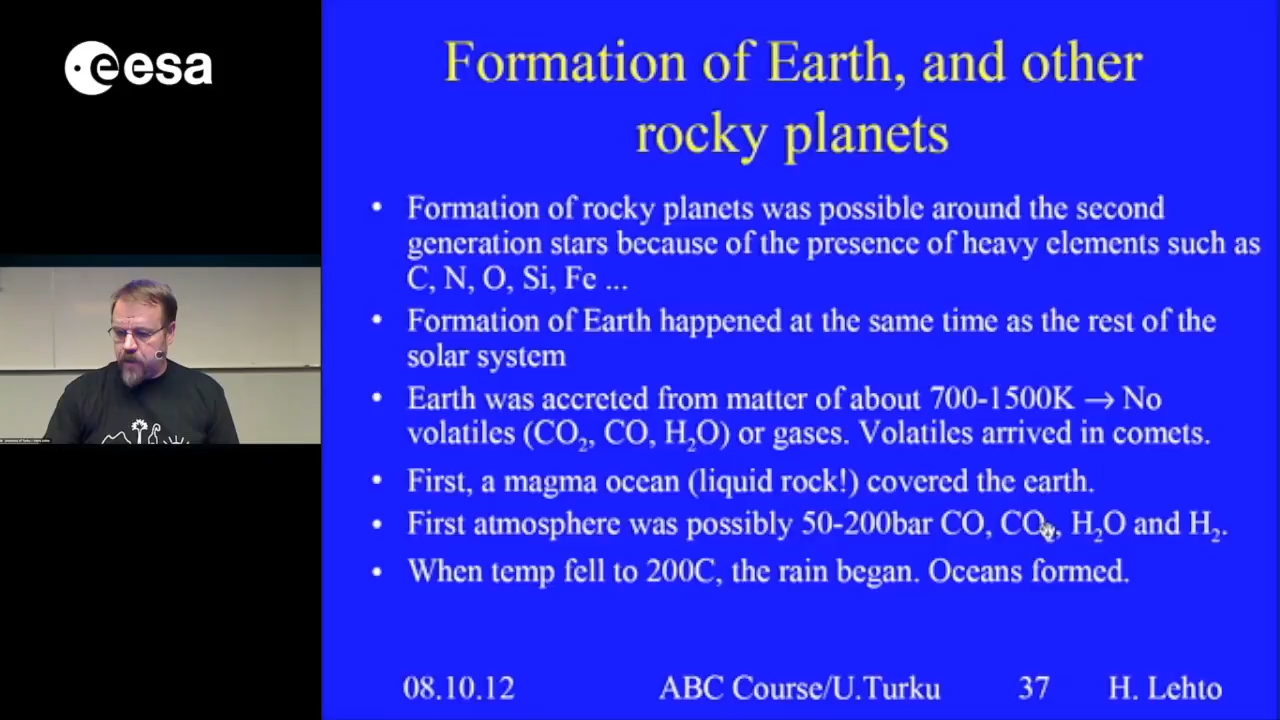 esa
Formation of Earth, and other
rocky planets
• Formation of rocky planets was possible around the second
generation stars because of the presence of heavy elements such as
C, N, O, Si, Fe ...
• Formation of Earth happened at the same time as the rest of the
solar system
• Earth was accreted from matter of about 700-1500K → No
volatiles (CO₂, CO, H₂O) or gases. Volatiles arrived in comets.
• First, a magma ocean (liquid rock!) covered the earth.
• First atmosphere was possibly 50-200bar CO, CO₂, H₂O and H₂.
• When temp fell to 200C, the rain began. Oceans formed.
08.10.12 ABC Course/U.Turku 37 H. Lehto